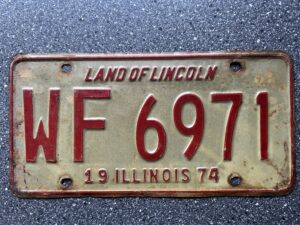 LAND OF LINCOLN
WF 6971
19 ILLINOIS 74